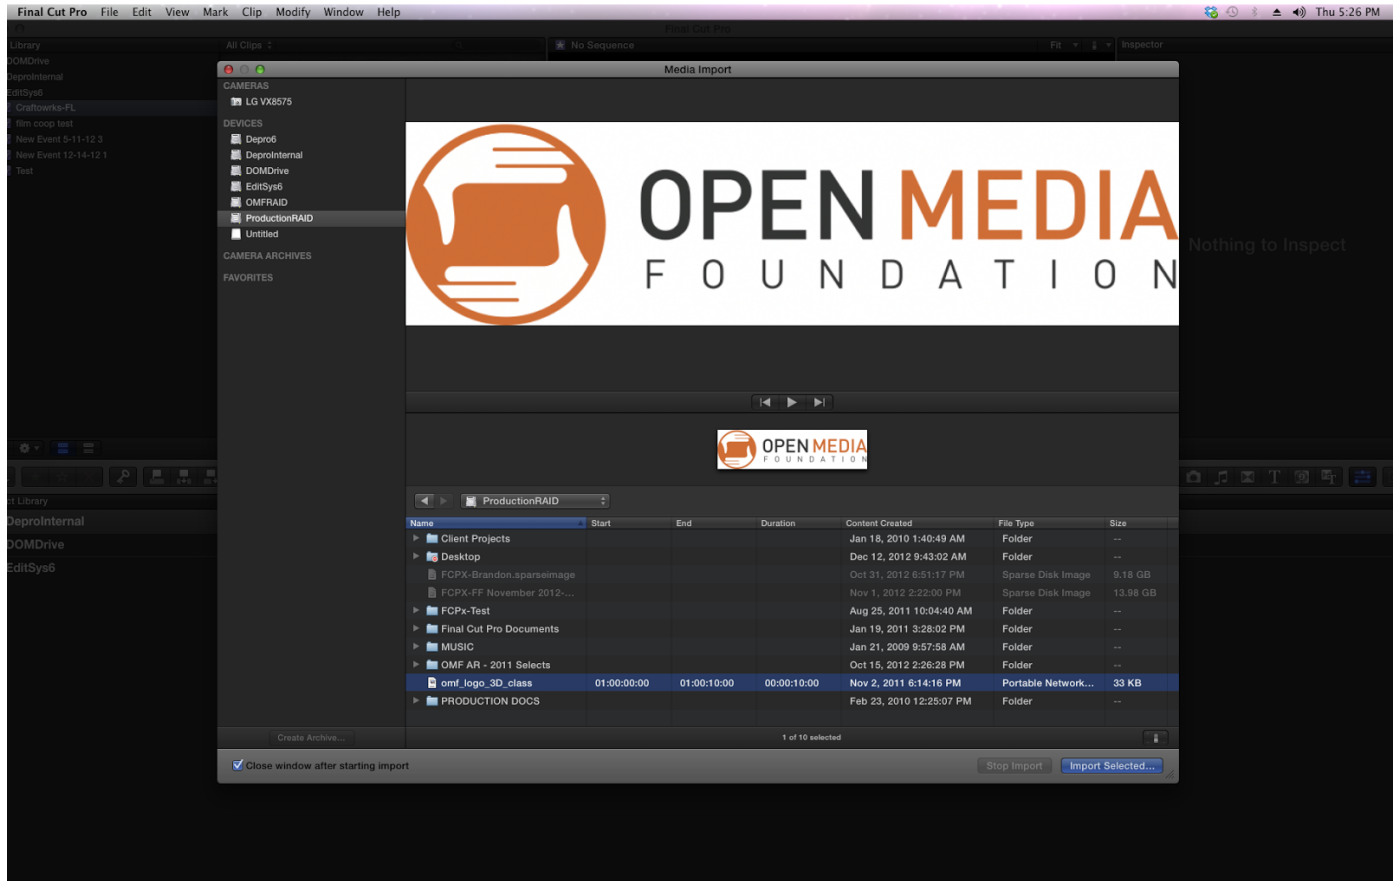 Final Cut Pro File Edit View Mark Clip Modify Window Help Thu 5:26 PM
Final Cut Pro
Library All Clips No Sequence Fit Inspector
DOMDrive
DeproInternal
EditSys6
Craftowrks-FL
film coop test
New Event 5-11-12 3
New Event 12-14-12 1
Test
Nothing to Inspect
Media Import
CAMERAS
LG VX8575
DEVICES
Depro6
DeproInternal
DOMDrive
EditSys6
OMFRAID
ProductionRAID
Untitled
CAMERA ARCHIVES
FAVORITES
OPEN MEDIA
FOUNDATION
OPEN MEDIA
FOUNDATION
ProductionRAID
Name Start End Duration Content Created File Type Size
Client Projects Jan 18, 2010 1:40:49 AM Folder --
Desktop Dec 12, 2012 9:43:02 AM Folder --
FCPX-Brandon.sparseimage Oct 31, 2012 6:51:17 PM Sparse Disk Image 9.18 GB
FCPX-FF November 2012-... Nov 1, 2012 2:22:00 PM Sparse Disk Image 13.98 GB
FCPx-Test Aug 25, 2011 10:04:40 AM Folder --
Final Cut Pro Documents Jan 19, 2011 3:28:02 PM Folder --
MUSIC Jan 21, 2009 9:57:58 AM Folder --
OMF AR - 2011 Selects Oct 15, 2012 2:26:28 PM Folder --
omf_logo_3D_class 01:00:00:00 01:00:10:00 00:00:10:00 Nov 2, 2011 6:14:16 PM Portable Network... 33 KB
PRODUCTION DOCS Feb 23, 2010 12:25:07 PM Folder --
Create Archive... 1 of 10 selected
Close window after starting import Stop Import Import Selected...
ct Library
DeproInternal
DOMDrive
EditSys6